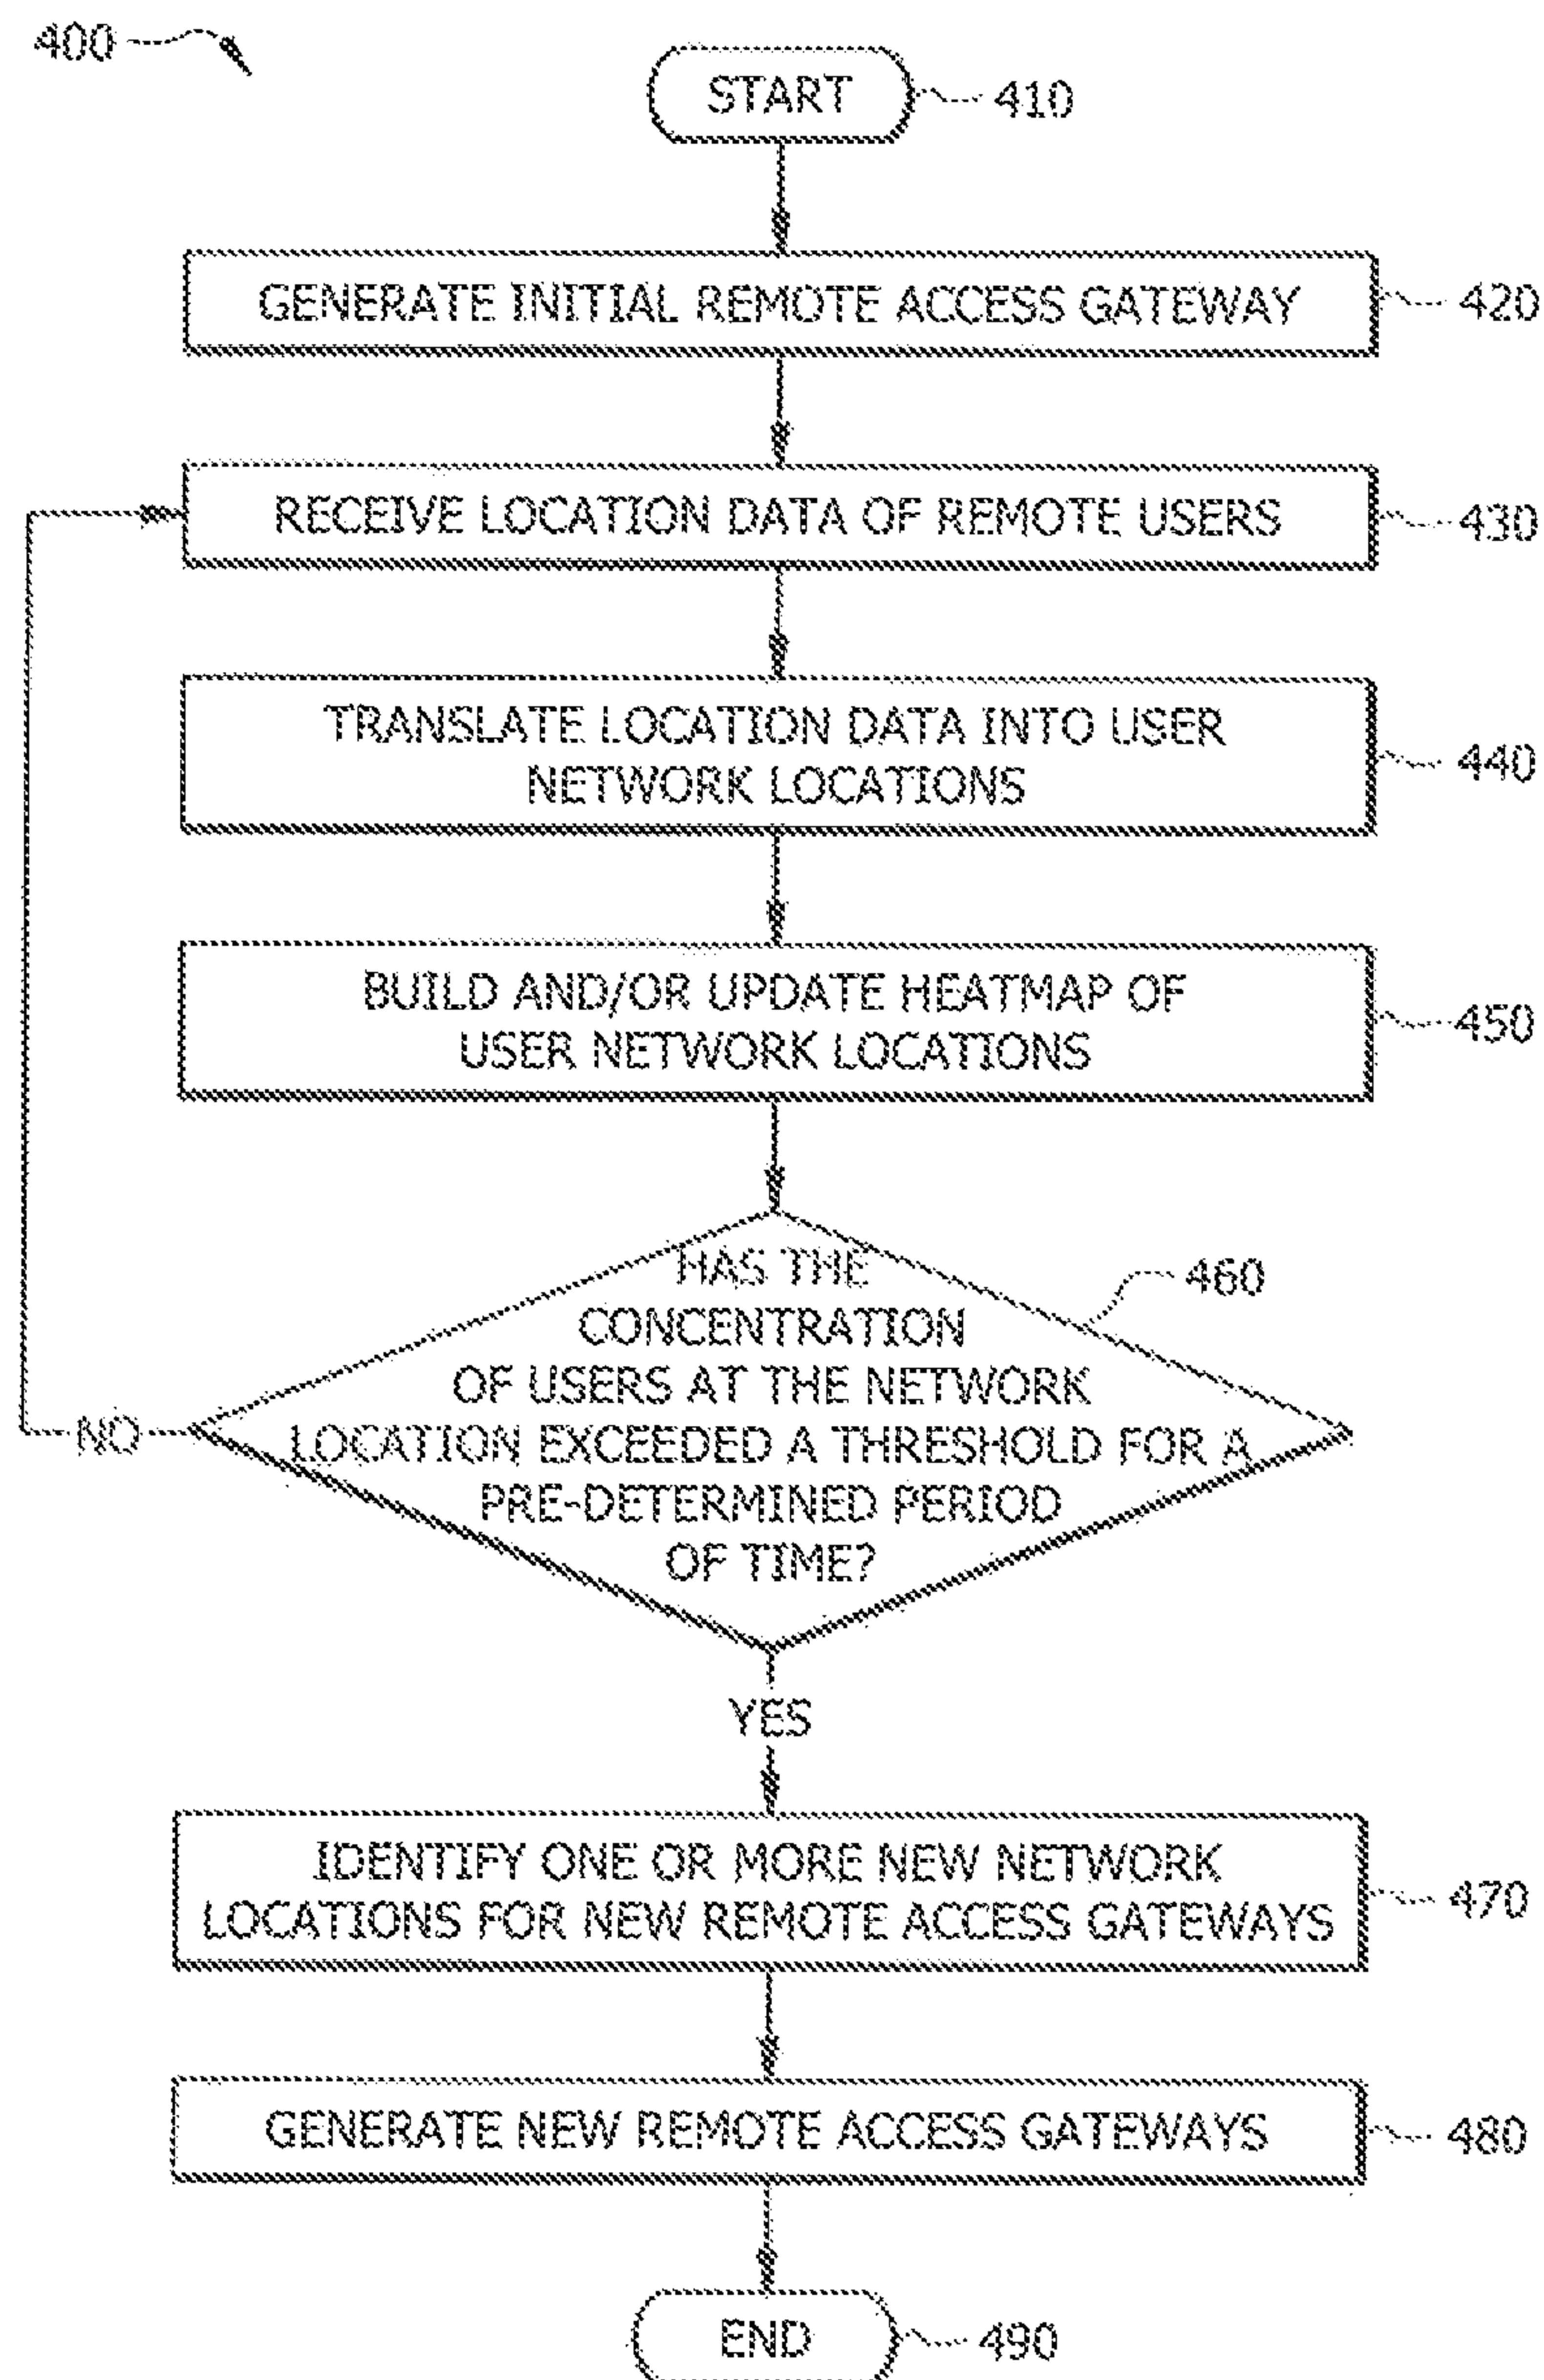 400
START
410
GENERATE INITIAL REMOTE ACCESS GATEWAY
420
RECEIVE LOCATION DATA OF REMOTE USERS
430
TRANSLATE LOCATION DATA INTO USER
NETWORK LOCATIONS
440
BUILD AND/OR UPDATE HEATMAP OF
USER NETWORK LOCATIONS
450
HAS THE
CONCENTRATION
OF USERS AT THE NETWORK
LOCATION EXCEEDED A THRESHOLD FOR A
PRE-DETERMINED PERIOD
OF TIME?
460
NO
YES
IDENTIFY ONE OR MORE NEW NETWORK
LOCATIONS FOR NEW REMOTE ACCESS GATEWAYS
470
GENERATE NEW REMOTE ACCESS GATEWAYS
480
END
490